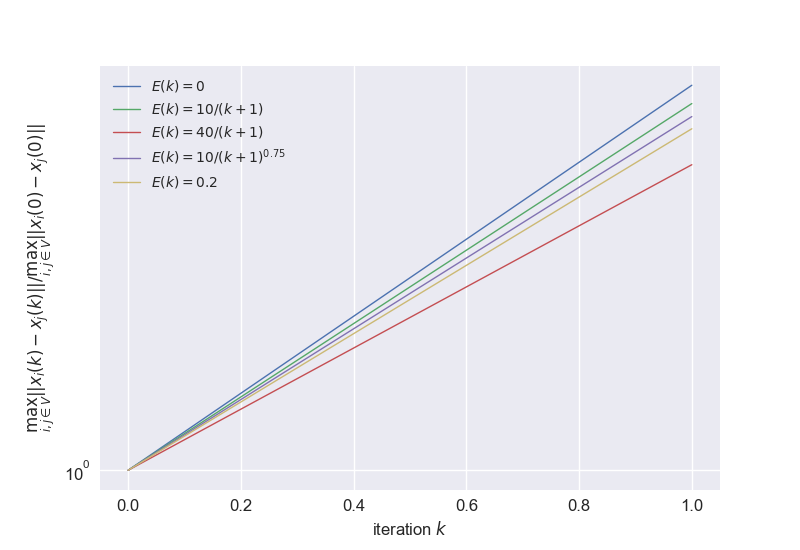 E(k) = 0
E(k) = 10/(k + 1)
E(k) = 40/(k + 1)
E(k) = 10/(k + 1)^{0.75}
E(k) = 0.2
max_{i, j ∈ V} ||x_i(k) − x_j(k)||/max_{i, j ∈ V} ||x_i(0) − x_j(0)||
10^0
0.0 0.2 0.4 0.6 0.8 1.0
iteration k